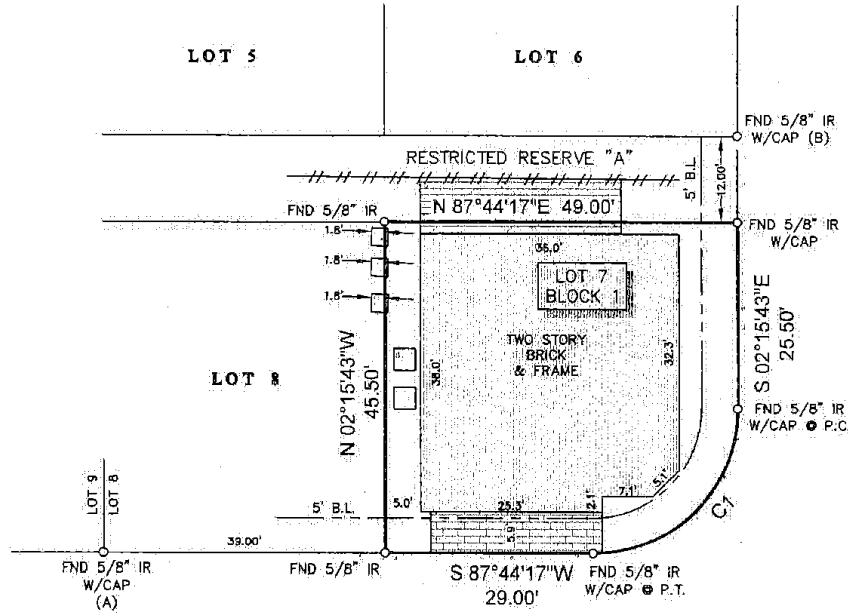 LOT 5
LOT 6
FND 5/8" IR
W/CAP (B)
RESTRICTED RESERVE "A"
5' B.L.
12.00'
FND 5/8" IR
N 87°44'17"E 49.00'
FND 5/8" IR
W/CAP
1.8'
36.0'
1.8'
LOT 7
BLOCK 1
1.8'
S 02°15'43"E
25.50'
TWO STORY
BRICK
& FRAME
32.3'
N 02°15'43"W
45.50'
38.0'
LOT 8
FND 5/8" IR
W/CAP @ P.C.
LOT 9
LOT 8
5' B.L.
5.0'
25.3'
2.1'
7.1'
5.1'
C1
5.9'
39.00'
FND 5/8" IR
W/CAP
(A)
FND 5/8" IR
S 87°44'17"W
29.00'
FND 5/8" IR
W/CAP @ P.T.